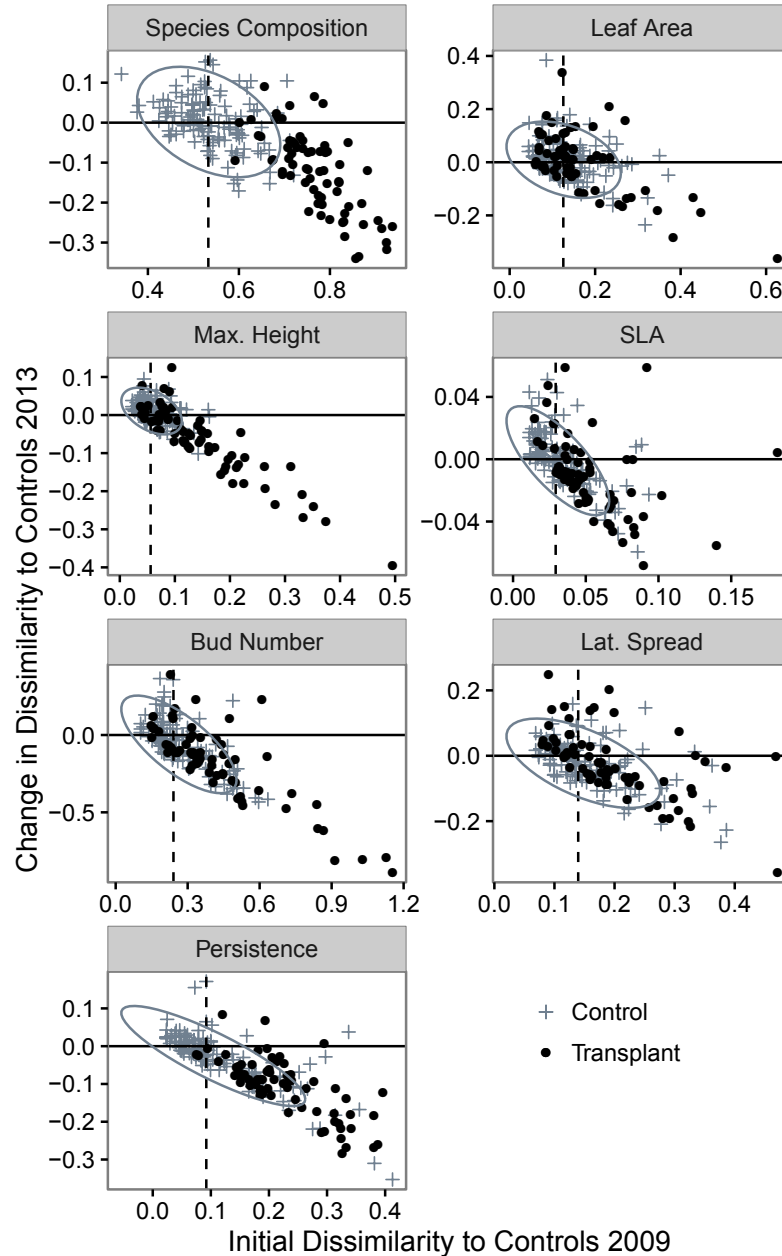 Species Composition
0.1
0.0
−0.1
−0.2
−0.3
0.4 0.6 0.8
Leaf Area
0.4
0.2
0.0
−0.2
0.0 0.2 0.4 0.6
Max. Height
0.1
0.0
−0.1
−0.2
−0.3
−0.4
0.0 0.1 0.2 0.3 0.4 0.5
SLA
0.04
0.00
−0.04
0.00 0.05 0.10 0.15
Bud Number
0.0
−0.5
0.0 0.3 0.6 0.9 1.2
Lat. Spread
0.2
0.0
−0.2
0.0 0.1 0.2 0.3 0.4
Persistence
0.1
0.0
−0.1
−0.2
−0.3
0.0 0.1 0.2 0.3 0.4
Control
Transplant
Change in Dissimilarity to Controls 2013
Initial Dissimilarity to Controls 2009